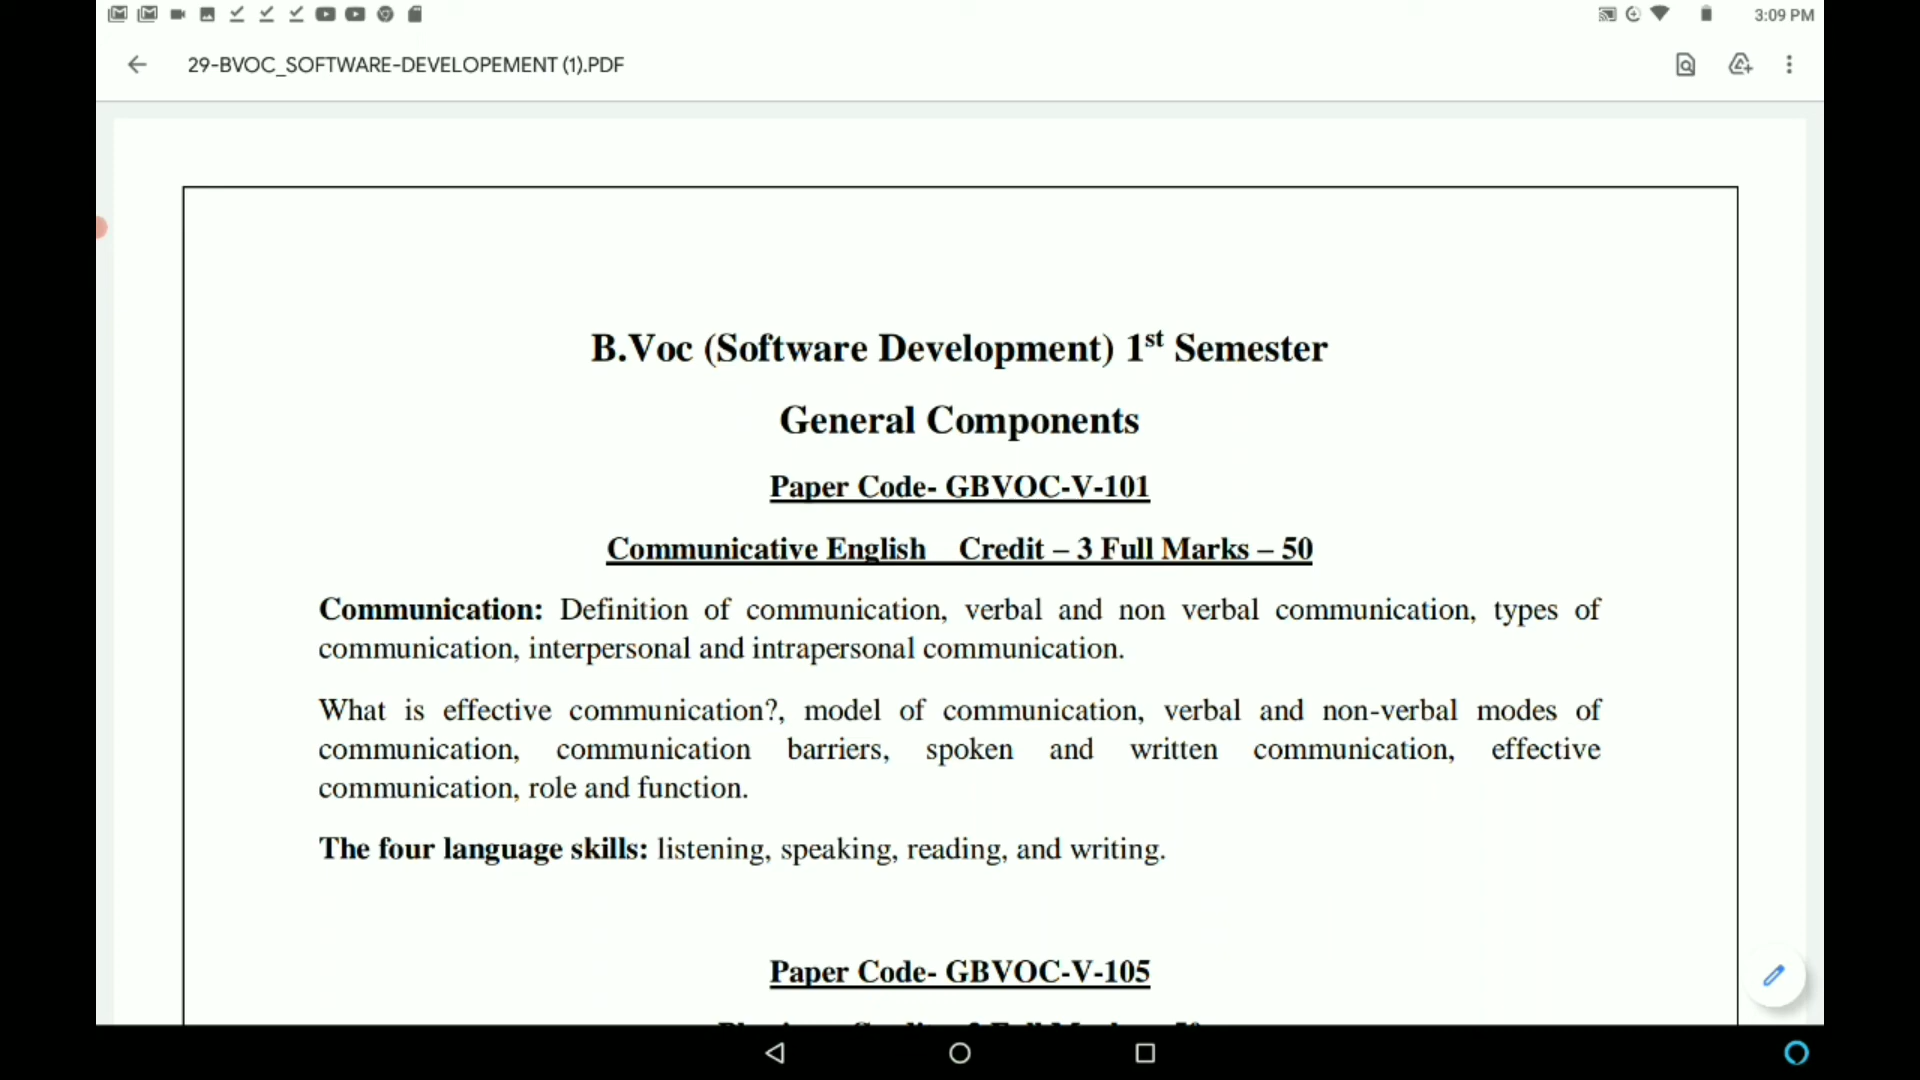 3:09 PM
29-BVOC_SOFTWARE-DEVELOPEMENT (1).PDF
B.Voc (Software Development) 1st Semester
General Components
Paper Code- GBVOC-V-101
Communicative English Credit – 3 Full Marks – 50
Communication: Definition of communication, verbal and non verbal communication, types of
communication, interpersonal and intrapersonal communication.
What is effective communication?, model of communication, verbal and non-verbal modes of
communication, communication barriers, spoken and written communication, effective
communication, role and function.
The four language skills: listening, speaking, reading, and writing.
Paper Code- GBVOC-V-105